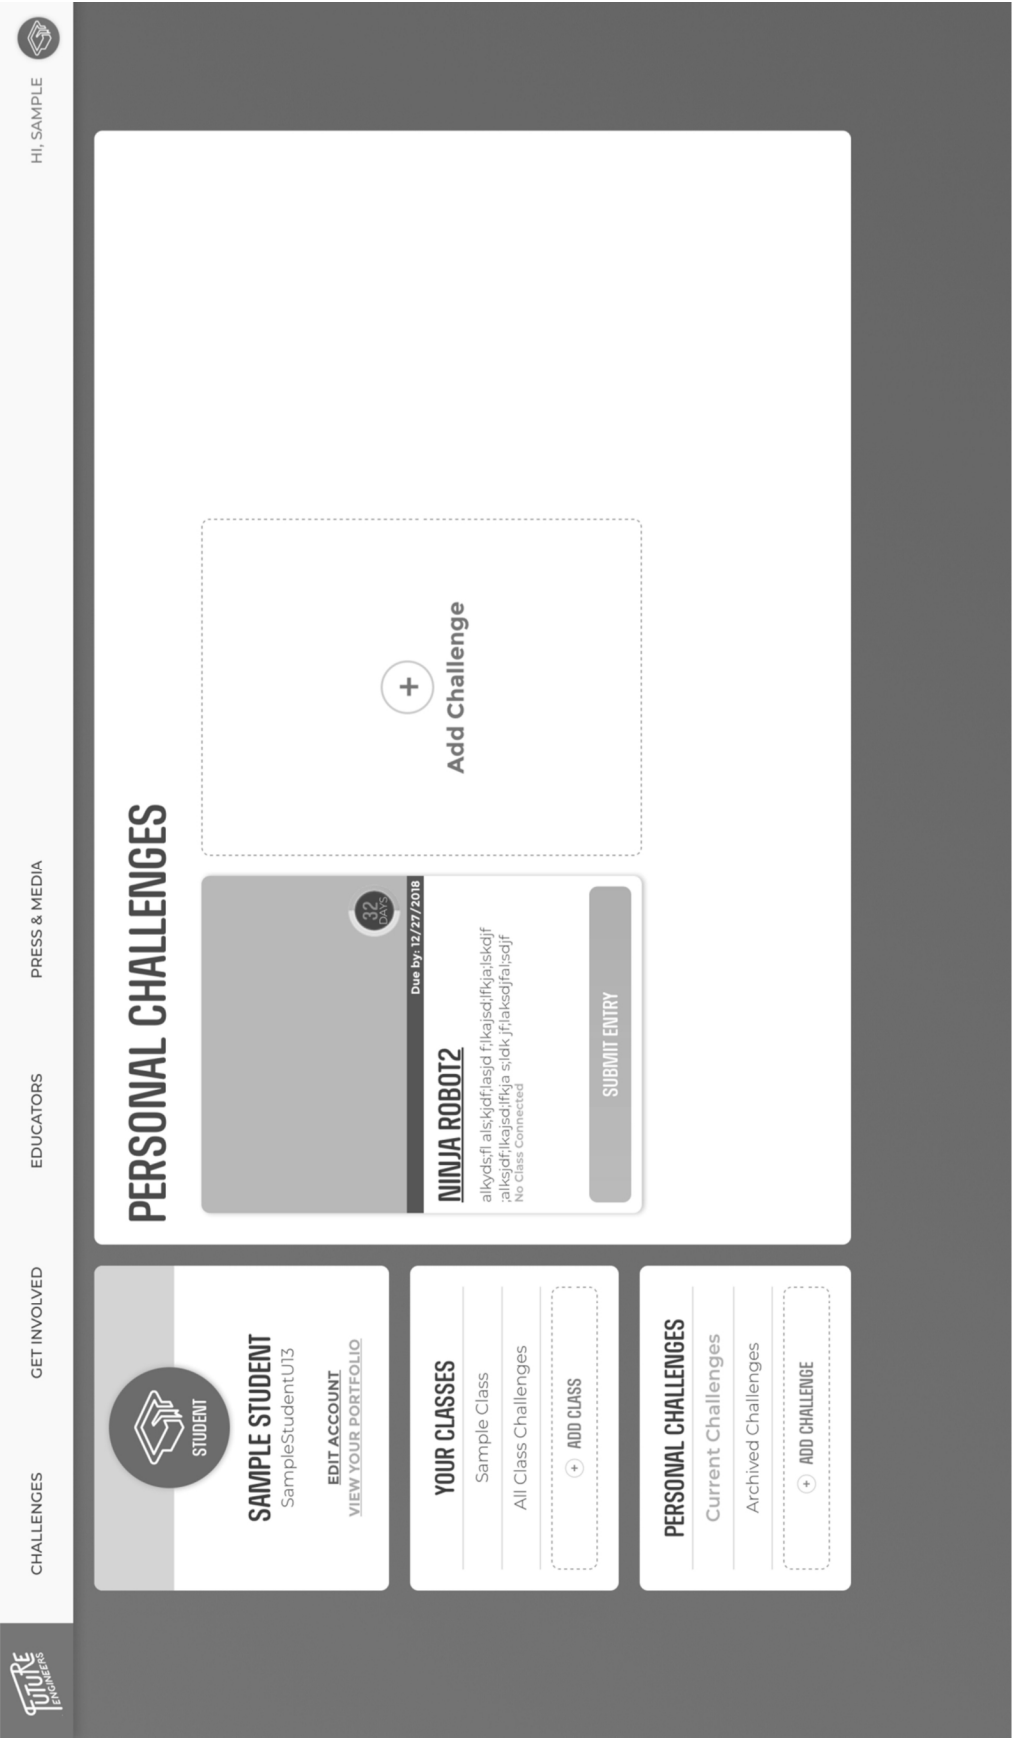 FUTURE
ENGINEERS
CHALLENGES
GET INVOLVED
EDUCATORS
PRESS & MEDIA
HI, SAMPLE
STUDENT
SAMPLE STUDENT
SampleStudentU13
EDIT ACCOUNT
VIEW YOUR PORTFOLIO
YOUR CLASSES
Sample Class
All Class Challenges
+ ADD CLASS
PERSONAL CHALLENGES
Current Challenges
Archived Challenges
+ ADD CHALLENGE
PERSONAL CHALLENGES
32
DAYS
Due by: 12/27/2018
NINJA ROBOT2
alkyds;fl als;kjdf;lasjd f;lkajsd;lfkja;lskdjf
;alksjdf;lkajsd;lfkja s;ldk jf;laksdjfal;sdjf
No Class Connected
SUBMIT ENTRY
+
Add Challenge